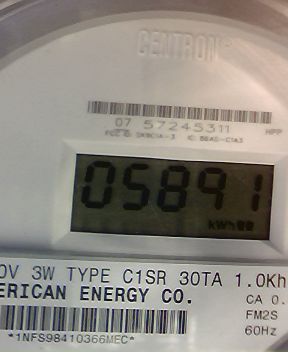 CENTRON
07 57245311
HPP
05891
kWh
0V 3W TYPE C1SR 30TA 1.0Kh
ERICAN ENERGY CO.
CA 0.
FM2S
60Hz
*1NFS98410366MEC*